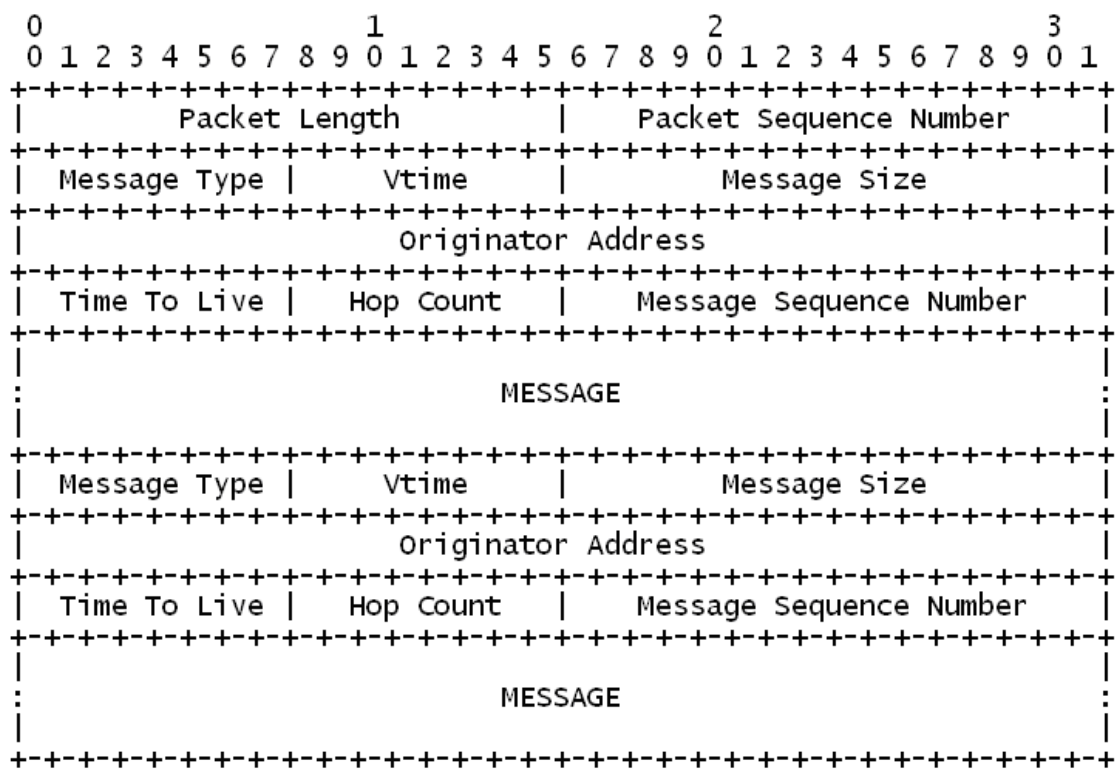 0                   1                   2                   3
0 1 2 3 4 5 6 7 8 9 0 1 2 3 4 5 6 7 8 9 0 1 2 3 4 5 6 7 8 9 0 1
+-+-+-+-+-+-+-+-+-+-+-+-+-+-+-+-+-+-+-+-+-+-+-+-+-+-+-+-+-+-+-+-+
|         Packet Length         |    Packet Sequence Number     |
+-+-+-+-+-+-+-+-+-+-+-+-+-+-+-+-+-+-+-+-+-+-+-+-+-+-+-+-+-+-+-+-+
|  Message Type |     Vtime     |         Message Size          |
+-+-+-+-+-+-+-+-+-+-+-+-+-+-+-+-+-+-+-+-+-+-+-+-+-+-+-+-+-+-+-+-+
|                      Originator Address                       |
+-+-+-+-+-+-+-+-+-+-+-+-+-+-+-+-+-+-+-+-+-+-+-+-+-+-+-+-+-+-+-+-+
|  Time To Live |   Hop Count   |    Message Sequence Number    |
+-+-+-+-+-+-+-+-+-+-+-+-+-+-+-+-+-+-+-+-+-+-+-+-+-+-+-+-+-+-+-+-+
|                                                               |
:                            MESSAGE                            :
|                                                               |
+-+-+-+-+-+-+-+-+-+-+-+-+-+-+-+-+-+-+-+-+-+-+-+-+-+-+-+-+-+-+-+-+
|  Message Type |     Vtime     |         Message Size          |
+-+-+-+-+-+-+-+-+-+-+-+-+-+-+-+-+-+-+-+-+-+-+-+-+-+-+-+-+-+-+-+-+
|                      Originator Address                       |
+-+-+-+-+-+-+-+-+-+-+-+-+-+-+-+-+-+-+-+-+-+-+-+-+-+-+-+-+-+-+-+-+
|  Time To Live |   Hop Count   |    Message Sequence Number    |
+-+-+-+-+-+-+-+-+-+-+-+-+-+-+-+-+-+-+-+-+-+-+-+-+-+-+-+-+-+-+-+-+
|                                                               |
:                            MESSAGE                            :
|                                                               |
+-+-+-+-+-+-+-+-+-+-+-+-+-+-+-+-+-+-+-+-+-+-+-+-+-+-+-+-+-+-+-+-+